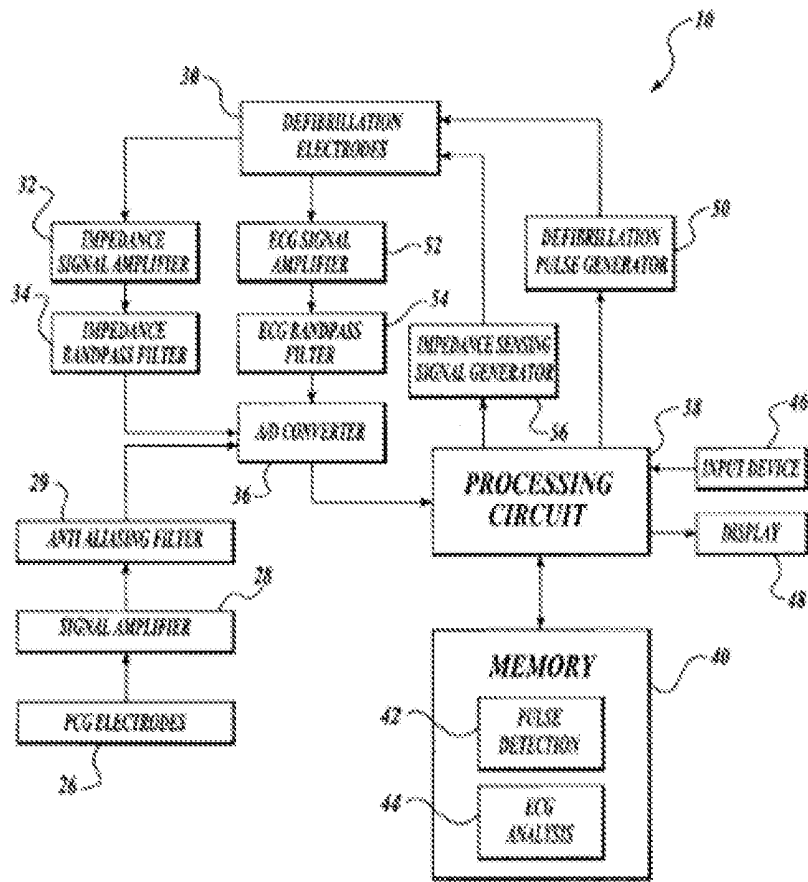 10
30
DEFIBRILLATION
ELECTRODES
32
IMPEDANCE
SIGNAL AMPLIFIER
ECG SIGNAL
AMPLIFIER
52
DEFIBRILLATION
PULSE GENERATOR
50
34
IMPEDANCE
BANDPASS FILTER
ECG BANDPASS
FILTER
54
IMPEDANCE SENSING
SIGNAL GENERATOR
56
A/D CONVERTER
36
38
PROCESSING
CIRCUIT
46
INPUT DEVICE
DISPLAY
48
29
ANTI ALIASING FILTER
28
SIGNAL AMPLIFIER
PCG ELECTRODES
26
MEMORY
40
42
PULSE
DETECTION
44
ECG
ANALYSIS